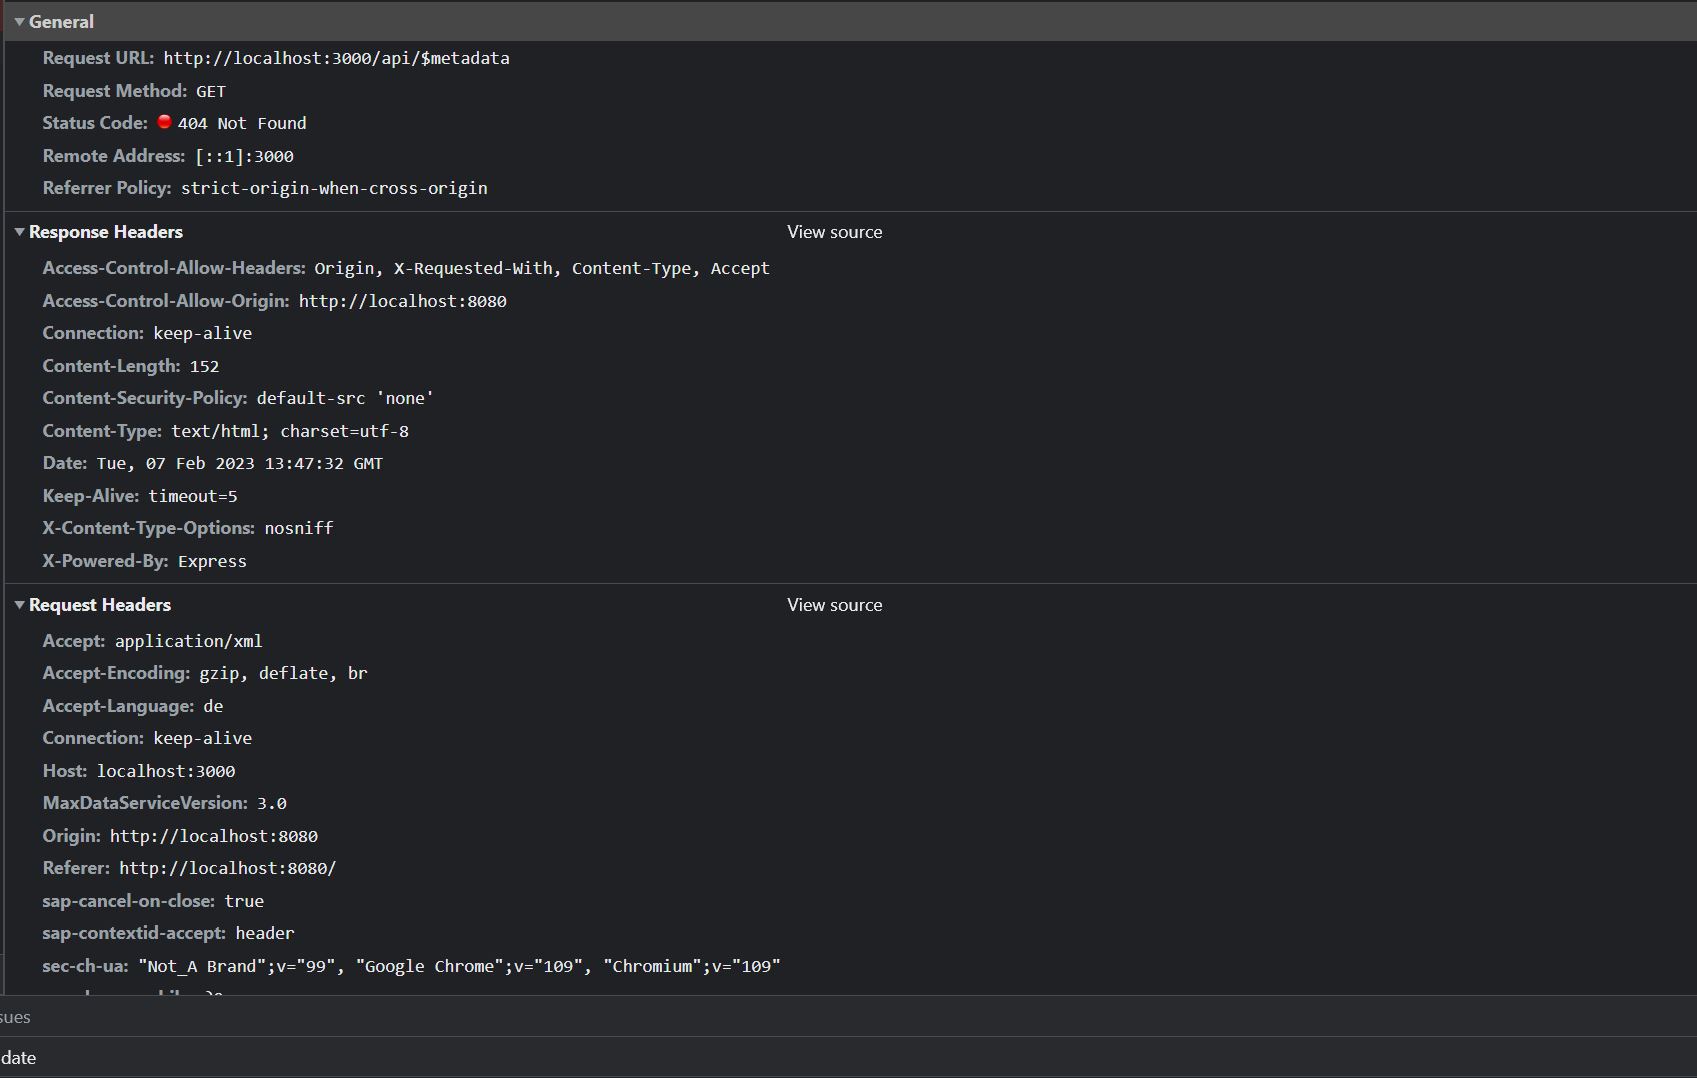 General
Request URL: http://localhost:3000/api/$metadata
Request Method: GET
Status Code: 404 Not Found
Remote Address: [::1]:3000
Referrer Policy: strict-origin-when-cross-origin
Response Headers View source
Access-Control-Allow-Headers: Origin, X-Requested-With, Content-Type, Accept
Access-Control-Allow-Origin: http://localhost:8080
Connection: keep-alive
Content-Length: 152
Content-Security-Policy: default-src 'none'
Content-Type: text/html; charset=utf-8
Date: Tue, 07 Feb 2023 13:47:32 GMT
Keep-Alive: timeout=5
X-Content-Type-Options: nosniff
X-Powered-By: Express
Request Headers View source
Accept: application/xml
Accept-Encoding: gzip, deflate, br
Accept-Language: de
Connection: keep-alive
Host: localhost:3000
MaxDataServiceVersion: 3.0
Origin: http://localhost:8080
Referer: http://localhost:8080/
sap-cancel-on-close: true
sap-contextid-accept: header
sec-ch-ua: "Not_A Brand";v="99", "Google Chrome";v="109", "Chromium";v="109"
sues
date